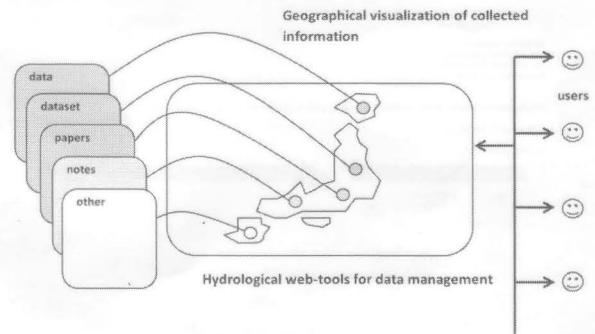 Geographical visualization of collected
information
data
dataset
papers
notes
other
users
Hydrological web-tools for data management